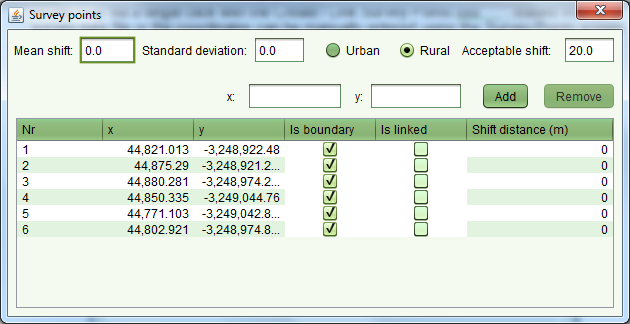 Survey points
Mean shift: 0.0 Standard deviation: 0.0 Urban Rural Acceptable shift: 20.0
x: y: Add Remove
Nr x y Is boundary Is linked Shift distance (m)
1 44,821.013 -3,248,922.48 0
2 44,875.29 -3,248,921.2... 0
3 44,880.281 -3,248,974.2... 0
4 44,850.335 -3,249,044.76 0
5 44,771.103 -3,249,042.8... 0
6 44,802.921 -3,248,974.8... 0